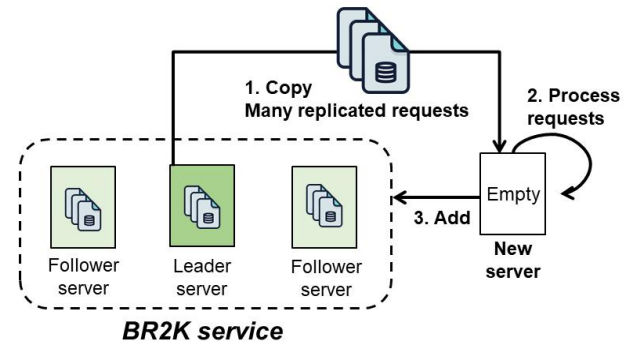 1. Copy
Many replicated requests
2. Process
requests
Empty
3. Add
New
server
Follower
server
Leader
server
Follower
server
BR2K service